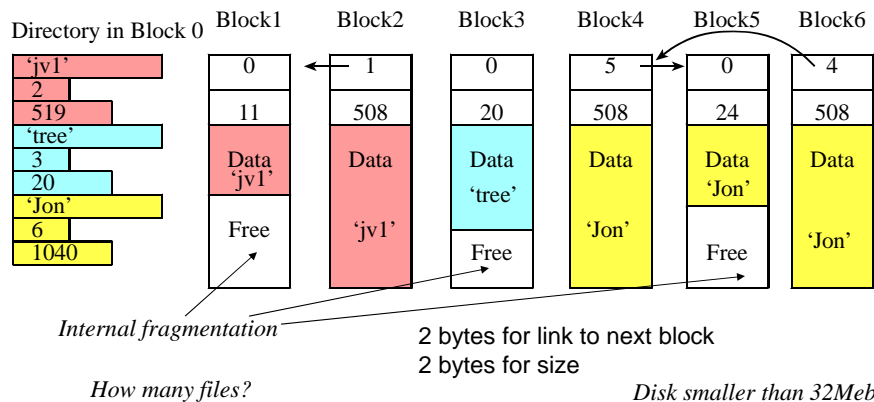 Directory in Block 0
'jv1'
2
519
'tree'
3
20
'Jon'
6
1040
Block1
0
11
Data
'jv1'
Free
Block2
1
508
Data
'jv1'
Block3
0
20
Data
'tree'
Free
Block4
5
508
Data
'Jon'
Block5
0
24
Data
'Jon'
Free
Block6
4
508
Data
'Jon'
Internal fragmentation
2 bytes for link to next block
2 bytes for size
How many files?
Disk smaller than 32Meb